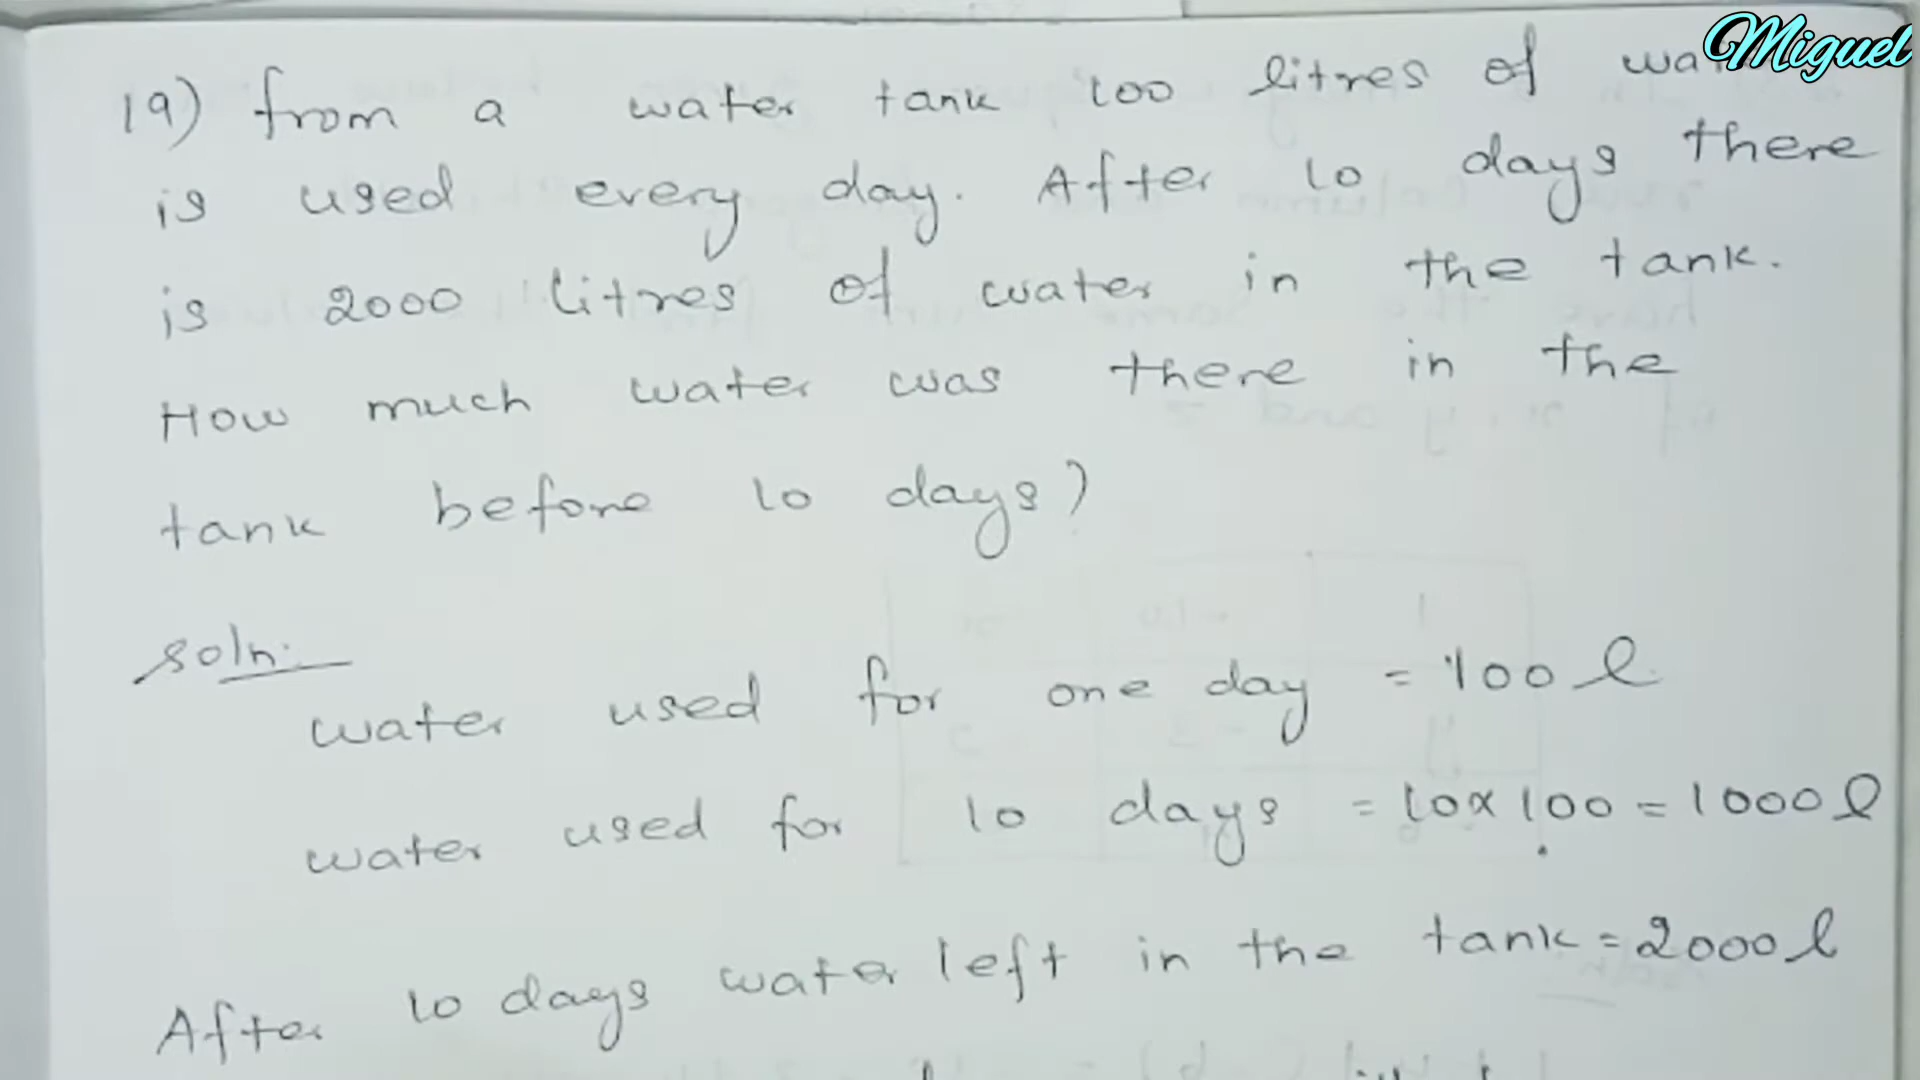 Miguel
19) from a water tank 100 litres of
is used every day. After 10 days there
is 2000 litres of water in the tank.
How much water was there in the
tank before 10 days?
soln:
water used for one day = 100 l
water used for 10 days = 10x100 = 1000 l
After 10 days water left in the tank = 2000 l